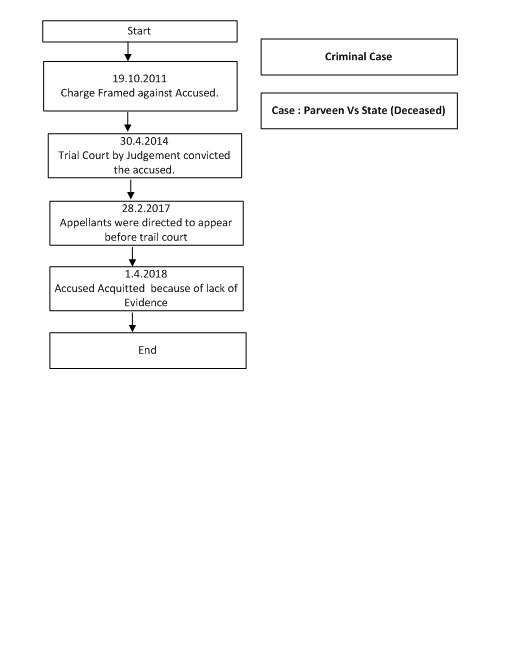 Start
19.10.2011
Charge Framed against Accused.
30.4.2014
Trial Court by Judgement convicted
the accused.
28.2.2017
Appellants were directed to appear
before trail court
1.4.2018
Accused Acquitted  because of lack of
Evidence
End
Criminal Case
Case : Parveen Vs State (Deceased)